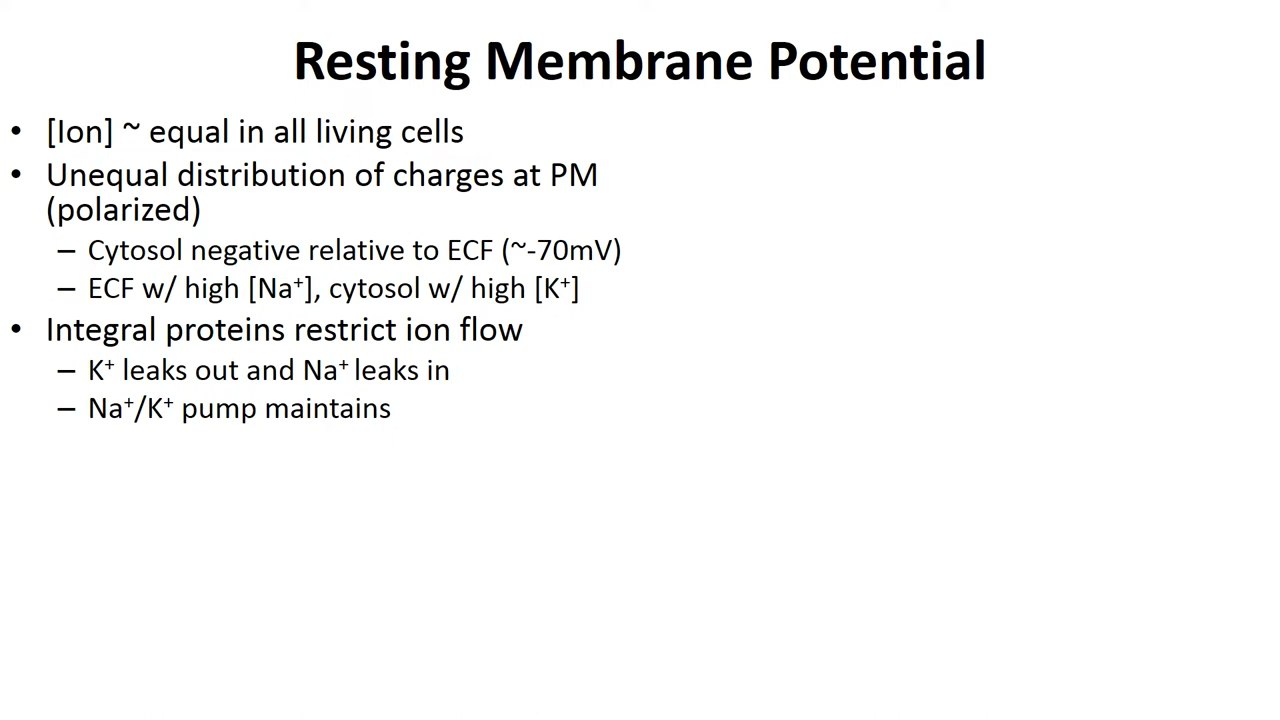 Resting Membrane Potential
• [Ion] ~ equal in all living cells
• Unequal distribution of charges at PM
(polarized)
– Cytosol negative relative to ECF (~-70mV)
– ECF w/ high [Na⁺], cytosol w/ high [K⁺]
• Integral proteins restrict ion flow
– K⁺ leaks out and Na⁺ leaks in
– Na⁺/K⁺ pump maintains